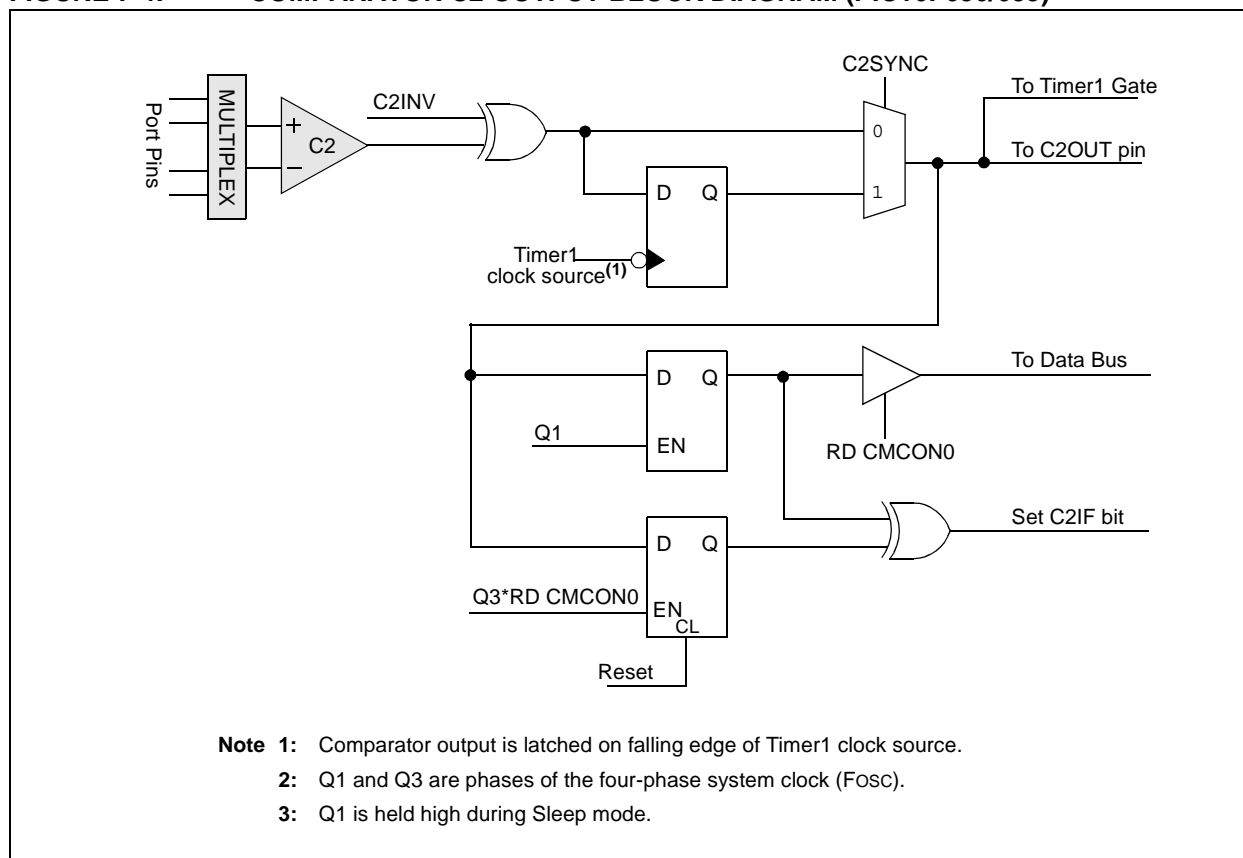 C2SYNC
To Timer1 Gate
MULTIPLEX
Port Pins
C2INV
+
C2
−
0
To C2OUT pin
D Q
1
Timer1
clock source(1)
D Q
To Data Bus
Q1
EN
RD CMCON0
Set C2IF bit
D Q
Q3*RD CMCON0
EN
CL
Reset
Note 1: Comparator output is latched on falling edge of Timer1 clock source.
2: Q1 and Q3 are phases of the four-phase system clock (FOSC).
3: Q1 is held high during Sleep mode.